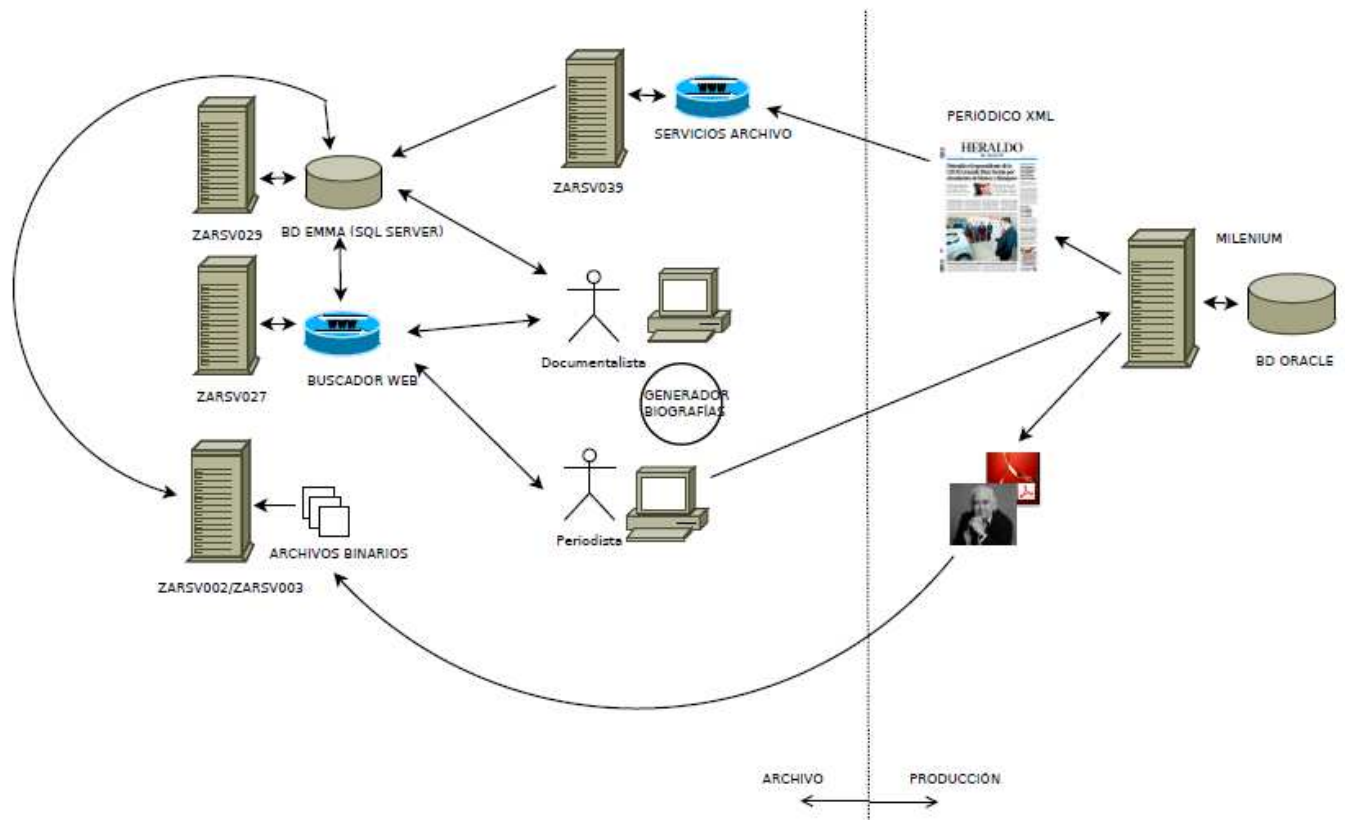 SERVICIOS ARCHIVO
PERIÓDICO XML
HERALDO
ZARSV039
ZARSV029
BD EMMA (SQL SERVER)
MILENIUM
BD ORACLE
Documentalista
BUSCADOR WEB
ZARSV027
GENERADOR
BIOGRAFÍAS
Periodista
ARCHIVOS BINARIOS
ZARSV002/ZARSV003
ARCHIVO
PRODUCCIÓN